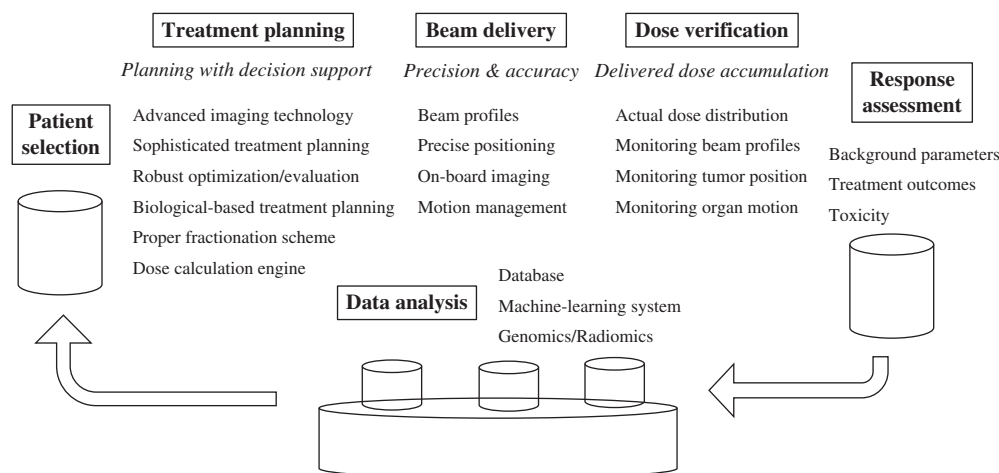 Treatment planning
Planning with decision support
Advanced imaging technology
Sophisticated treatment planning
Robust optimization/evaluation
Biological-based treatment planning
Proper fractionation scheme
Dose calculation engine
Beam delivery
Precision & accuracy
Beam profiles
Precise positioning
On-board imaging
Motion management
Dose verification
Delivered dose accumulation
Actual dose distribution
Monitoring beam profiles
Monitoring tumor position
Monitoring organ motion
Response
assessment
Background parameters
Treatment outcomes
Toxicity
Data analysis
Database
Machine-learning system
Genomics/Radiomics
Patient
selection